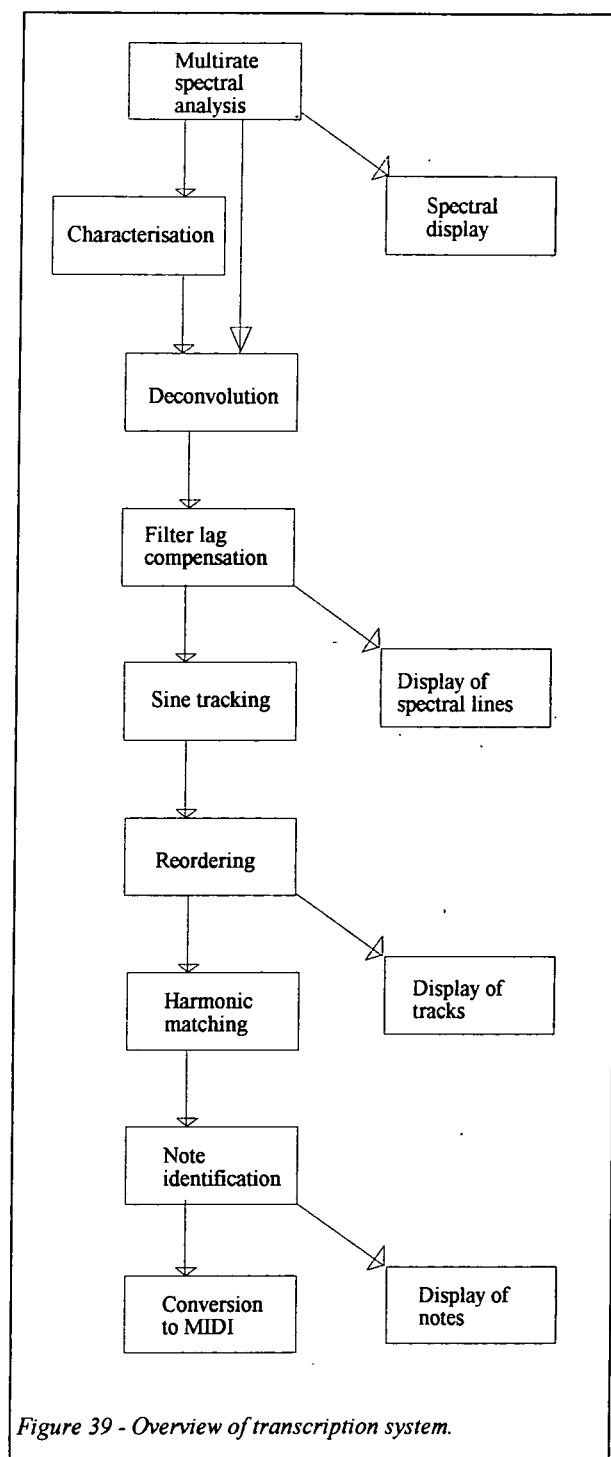 Multirate
spectral
analysis
Spectral
display
Characterisation
Deconvolution
Filter lag
compensation
Display of
spectral lines
Sine tracking
Reordering
Display of
tracks
Harmonic
matching
Note
identification
Conversion
to MIDI
Display of
notes
Figure 39 - Overview of transcription system.